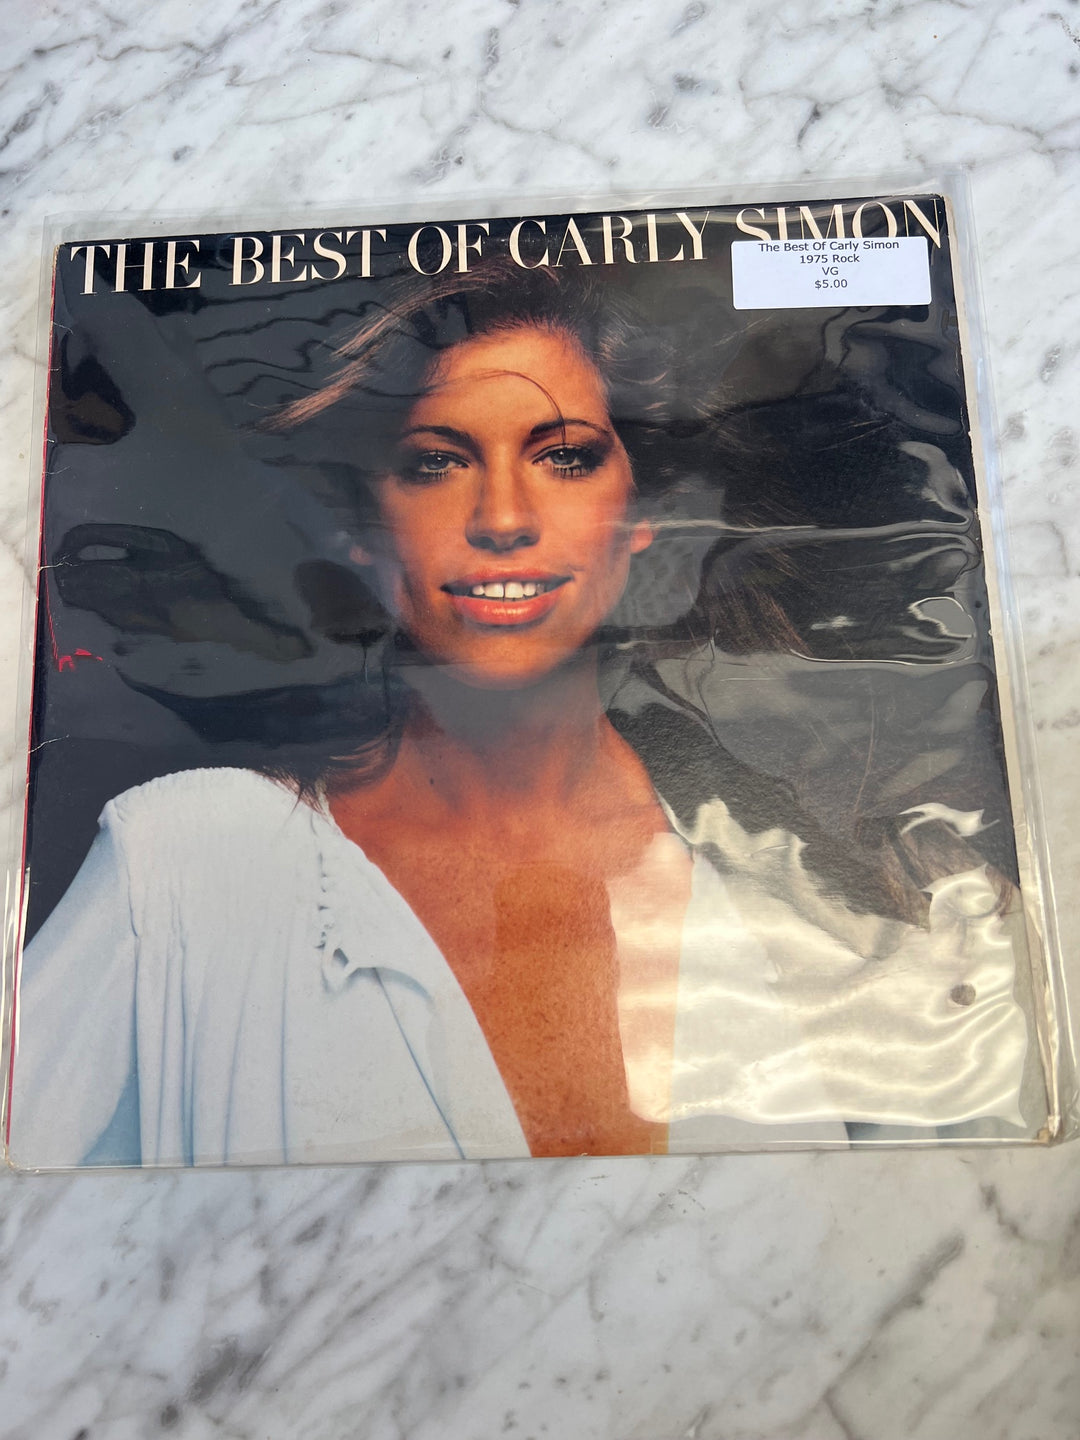 THE BEST OF CARLY SIMON
The Best Of Carly Simon
1975 Rock
VG
$5.00